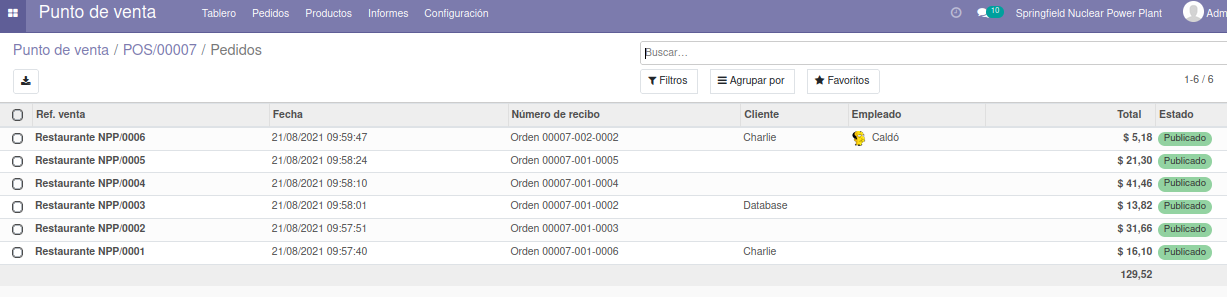 Punto de venta Tablero Pedidos Productos Informes Configuración 10 Springfield Nuclear Power Plant Adm
Punto de venta / POS/00007 / Pedidos
Buscar...
Filtros Agrupar por Favoritos 1-6 / 6
Ref. venta Fecha Número de recibo Cliente Empleado Total Estado
Restaurante NPP/0006 21/08/2021 09:59:47 Orden 00007-002-0002 Charlie Caldó $ 5,18 Publicado
Restaurante NPP/0005 21/08/2021 09:58:24 Orden 00007-001-0005 $ 21,30 Publicado
Restaurante NPP/0004 21/08/2021 09:58:10 Orden 00007-001-0004 $ 41,46 Publicado
Restaurante NPP/0003 21/08/2021 09:58:01 Orden 00007-001-0002 Database $ 13,82 Publicado
Restaurante NPP/0002 21/08/2021 09:57:51 Orden 00007-001-0003 $ 31,66 Publicado
Restaurante NPP/0001 21/08/2021 09:57:40 Orden 00007-001-0006 Charlie $ 16,10 Publicado
129,52